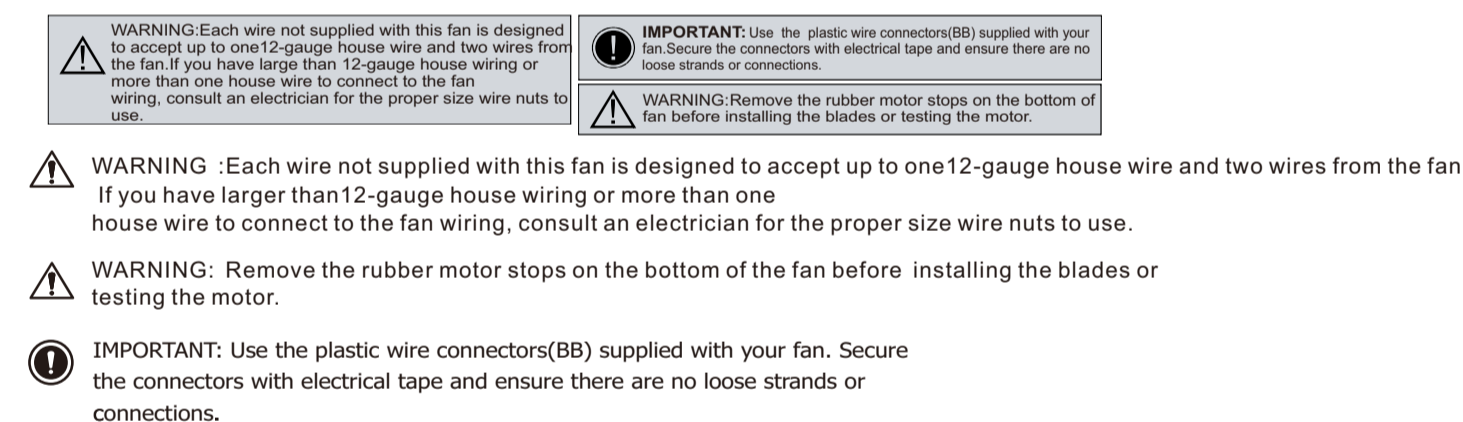 WARNING:Each wire not supplied with this fan is designed
to accept up to one12-gauge house wire and two wires from
the fan.If you have large than 12-gauge house wiring or
more than one house wire to connect to the fan
wiring, consult an electrician for the proper size wire nuts to
use.
IMPORTANT: Use the plastic wire connectors(BB) supplied with your
fan.Secure the connectors with electrical tape and ensure there are no
loose strands or connections.
WARNING:Remove the rubber motor stops on the bottom of
fan before installing the blades or testing the motor.
WARNING :Each wire not supplied with this fan is designed to accept up to one12-gauge house wire and two wires from the fan
If you have larger than12-gauge house wiring or more than one
house wire to connect to the fan wiring, consult an electrician for the proper size wire nuts to use.
WARNING: Remove the rubber motor stops on the bottom of the fan before installing the blades or
testing the motor.
IMPORTANT: Use the plastic wire connectors(BB) supplied with your fan. Secure
the connectors with electrical tape and ensure there are no loose strands or
connections.